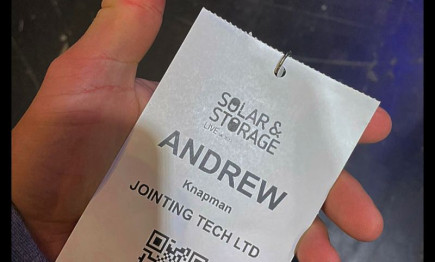 SOLAR &
STORAGE
LIVE
ANDREW
Knapman
JOINTING TECH LTD